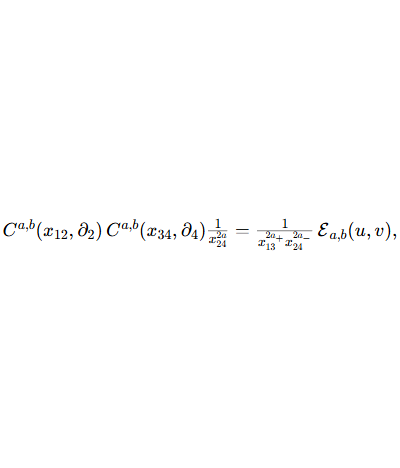 $C^{a,b}(x_{12}, \partial_2) \, C^{a,b}(x_{34}, \partial_4) \frac{1}{x_{24}^{2a}} = \frac{1}{x_{13}^{2a_+} x_{24}^{2a_-}} \, \mathcal{E}_{a,b}(u, v),$